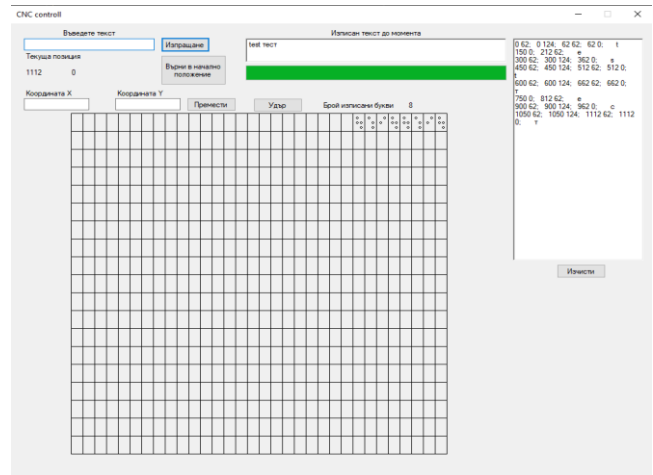 CNC controll
Въведете текст
Изпращане
Изписан текст до момента
test тест
Текуща позиция
1112 0
Върни в начално
положение
Координата X
Координата Y
Премести
Удър
Брой изписани букви 8
0 62; 0 124; 62 62; 62 0; t
150 0; 212 62; e
300 62; 300 124; 362 0; s
450 62; 450 124; 512 62; 512 0;
t
600 62; 600 124; 662 62; 662 0;
т
750 0; 812 62; е
900 62; 900 124; 962 0; с
1050 62; 1050 124; 1112 62; 1112
0; т
Изчисти